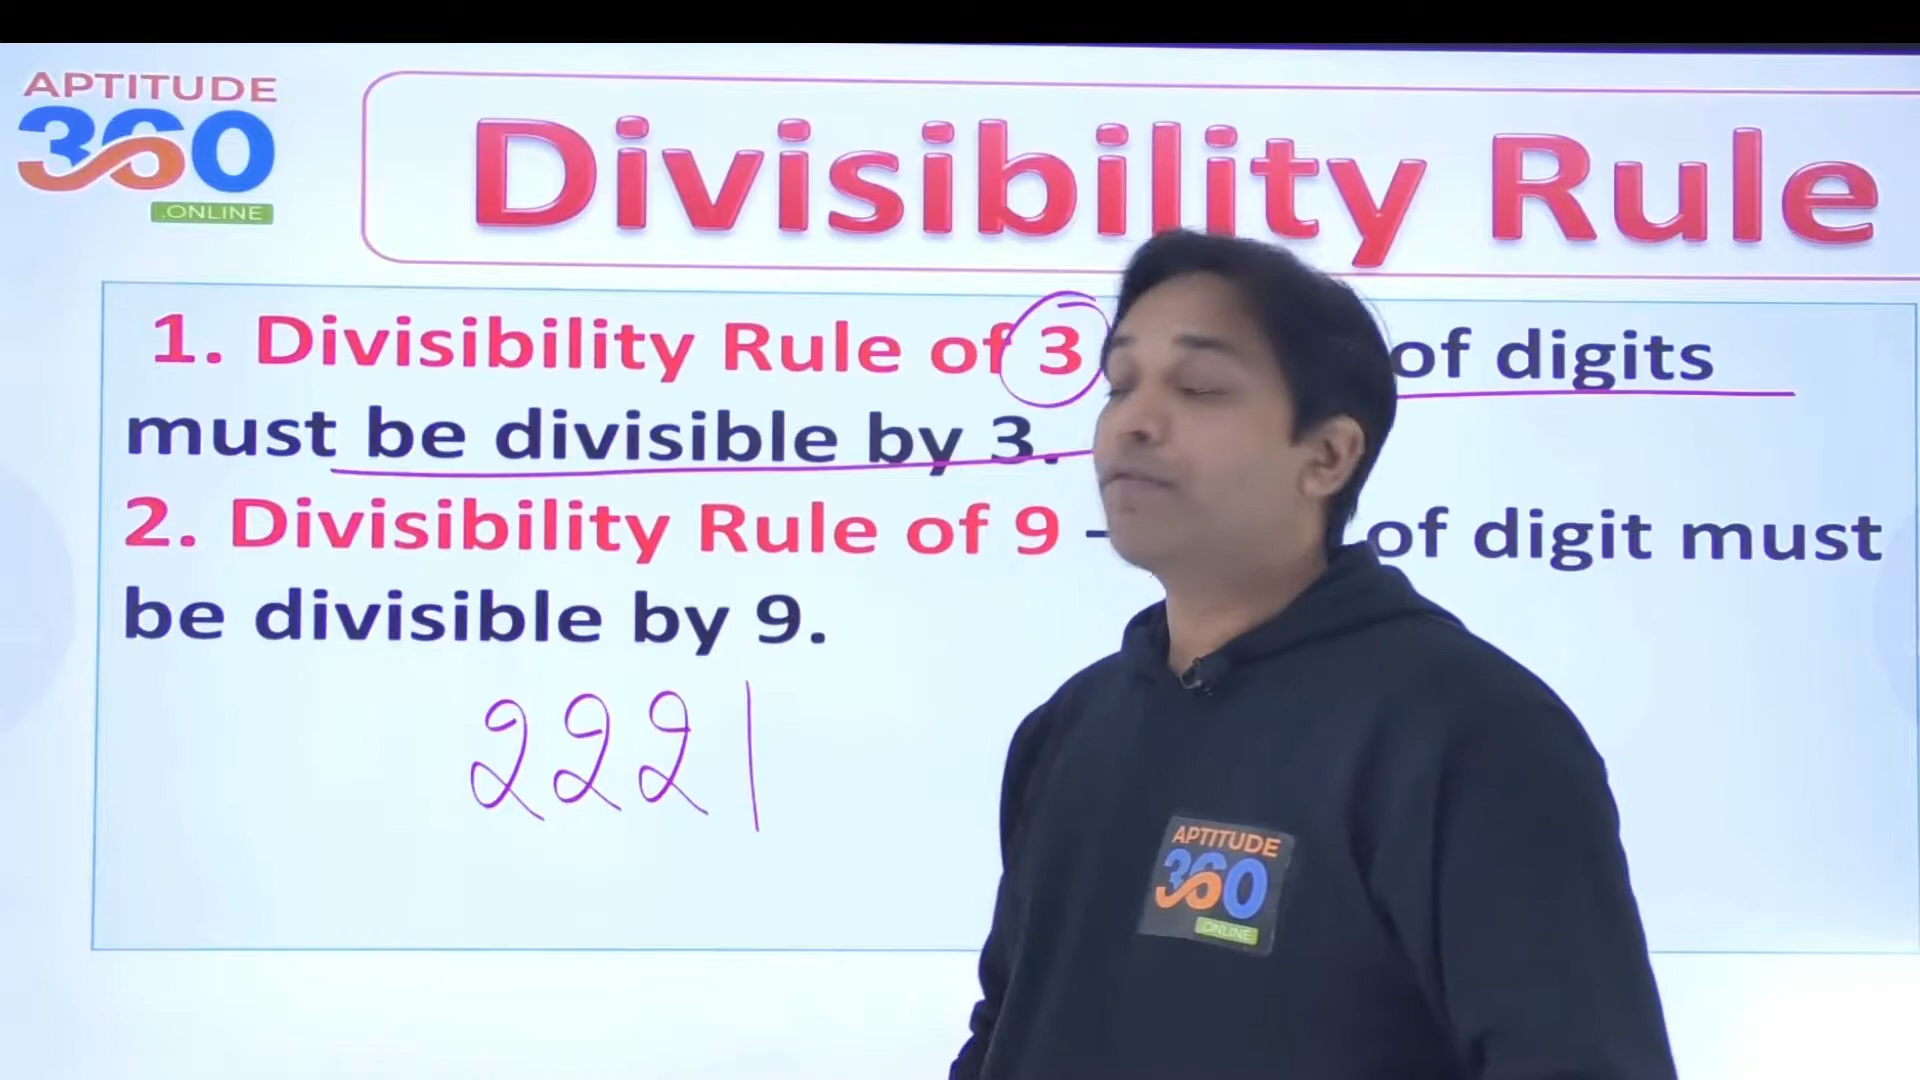 APTITUDE
360
.ONLINE
Divisibility Rule
1. Divisibility Rule of 3 of digits
must be divisible by 3.
2. Divisibility Rule of 9 - of digit must
be divisible by 9.
2221
APTITUDE
360
.ONLINE